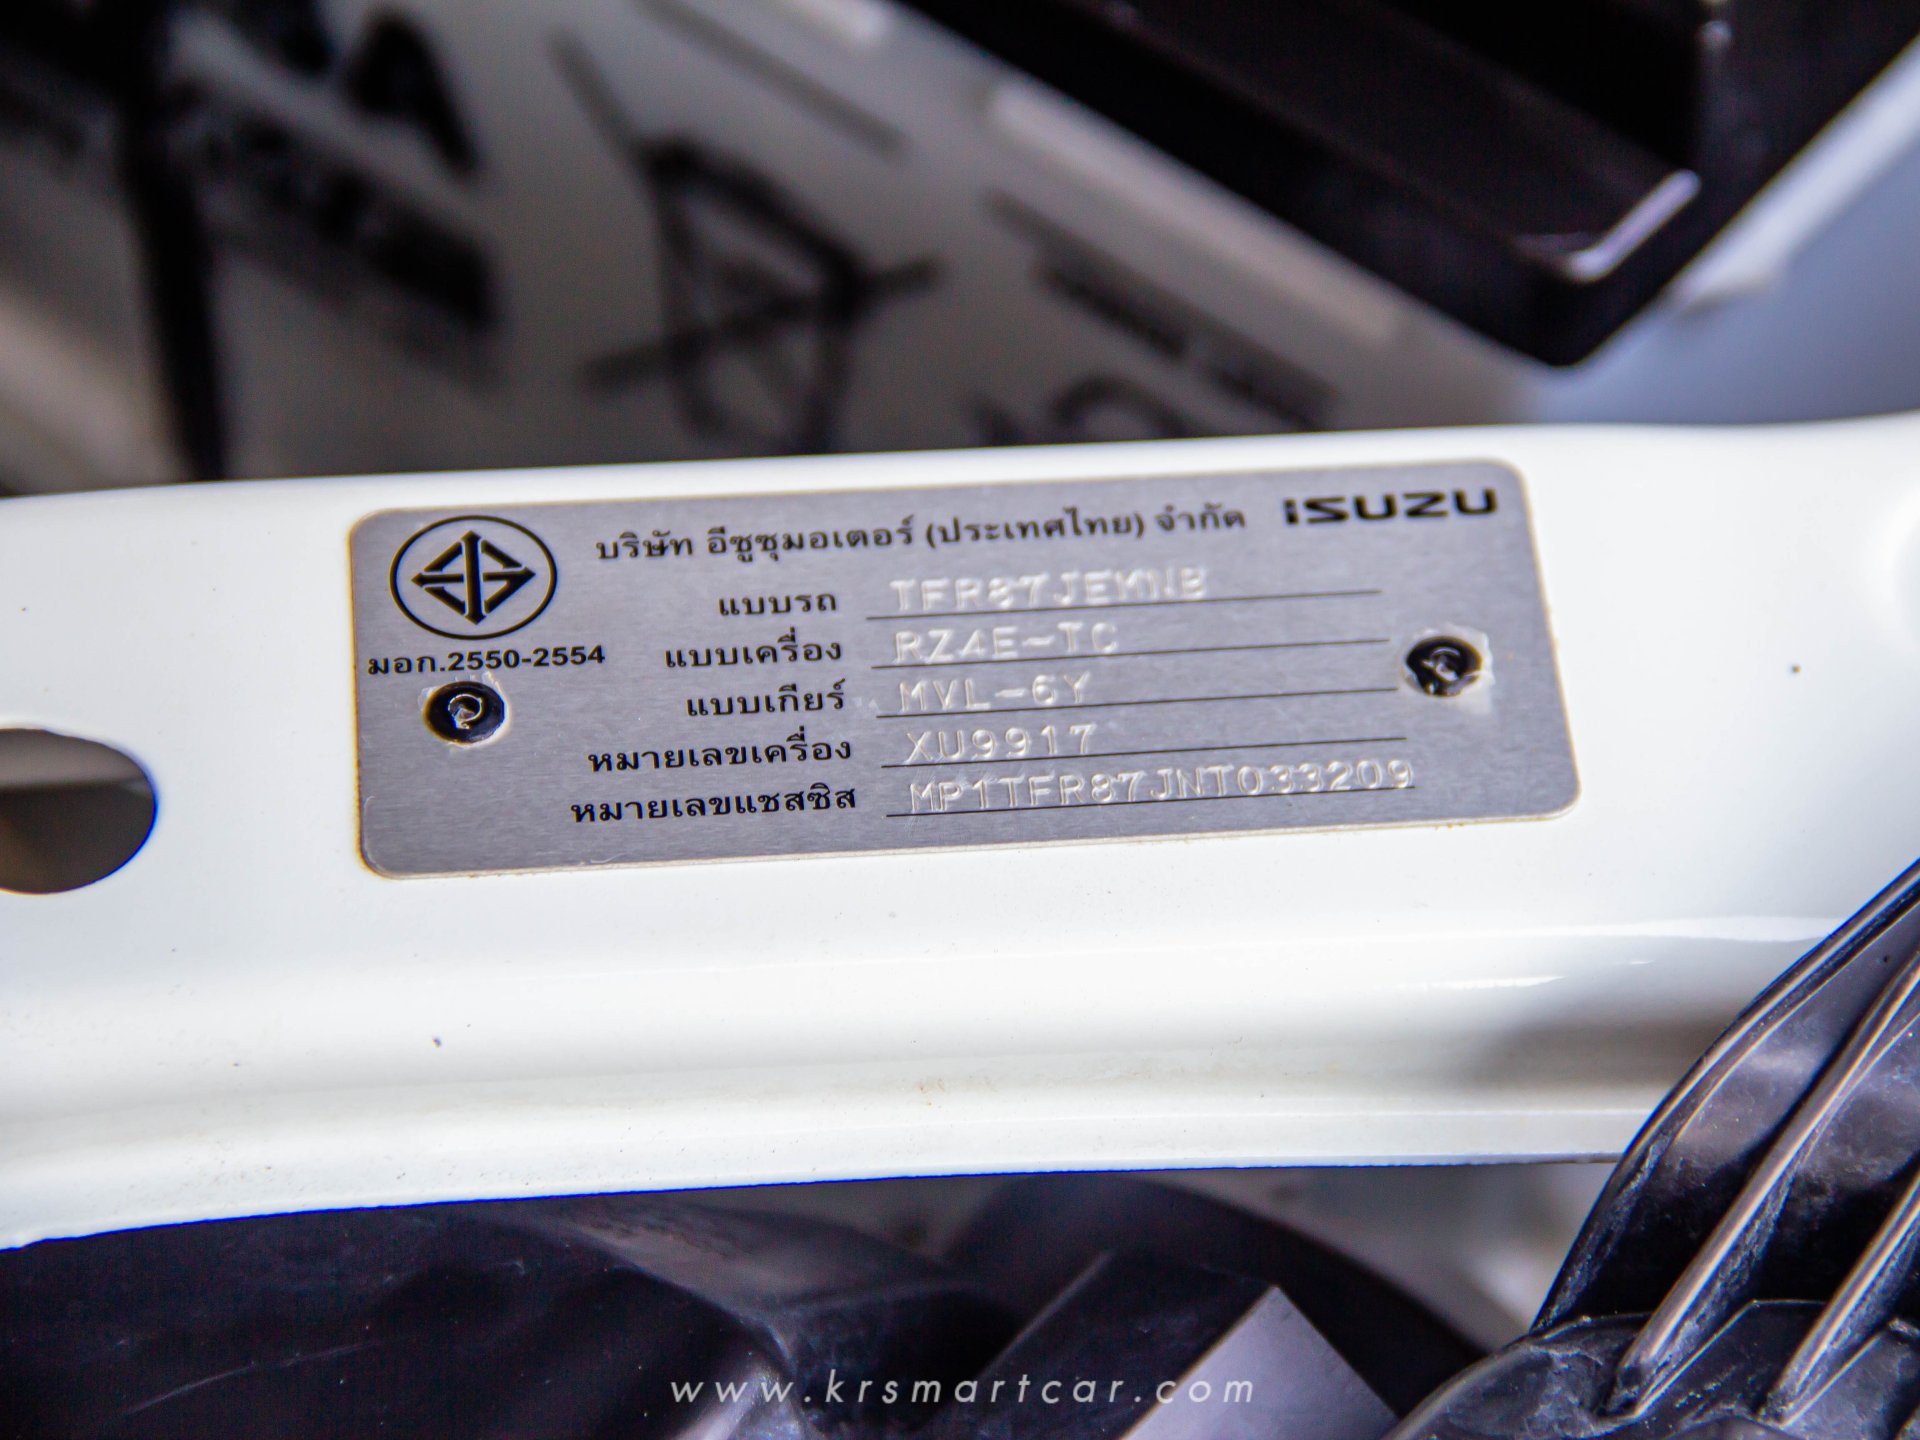 บริษัท อีซูซุมอเตอร์ (ประเทศไทย) จำกัด ISUZU
แบบรถ TFR87JEMNB
มอก.2550-2554
แบบเครื่อง RZ4E-TC
แบบเกียร์ MVL-6Y
หมายเลขเครื่อง XU9917
หมายเลขแชสซิส MP1TFR87JNT033209
www.krsmartcar.com